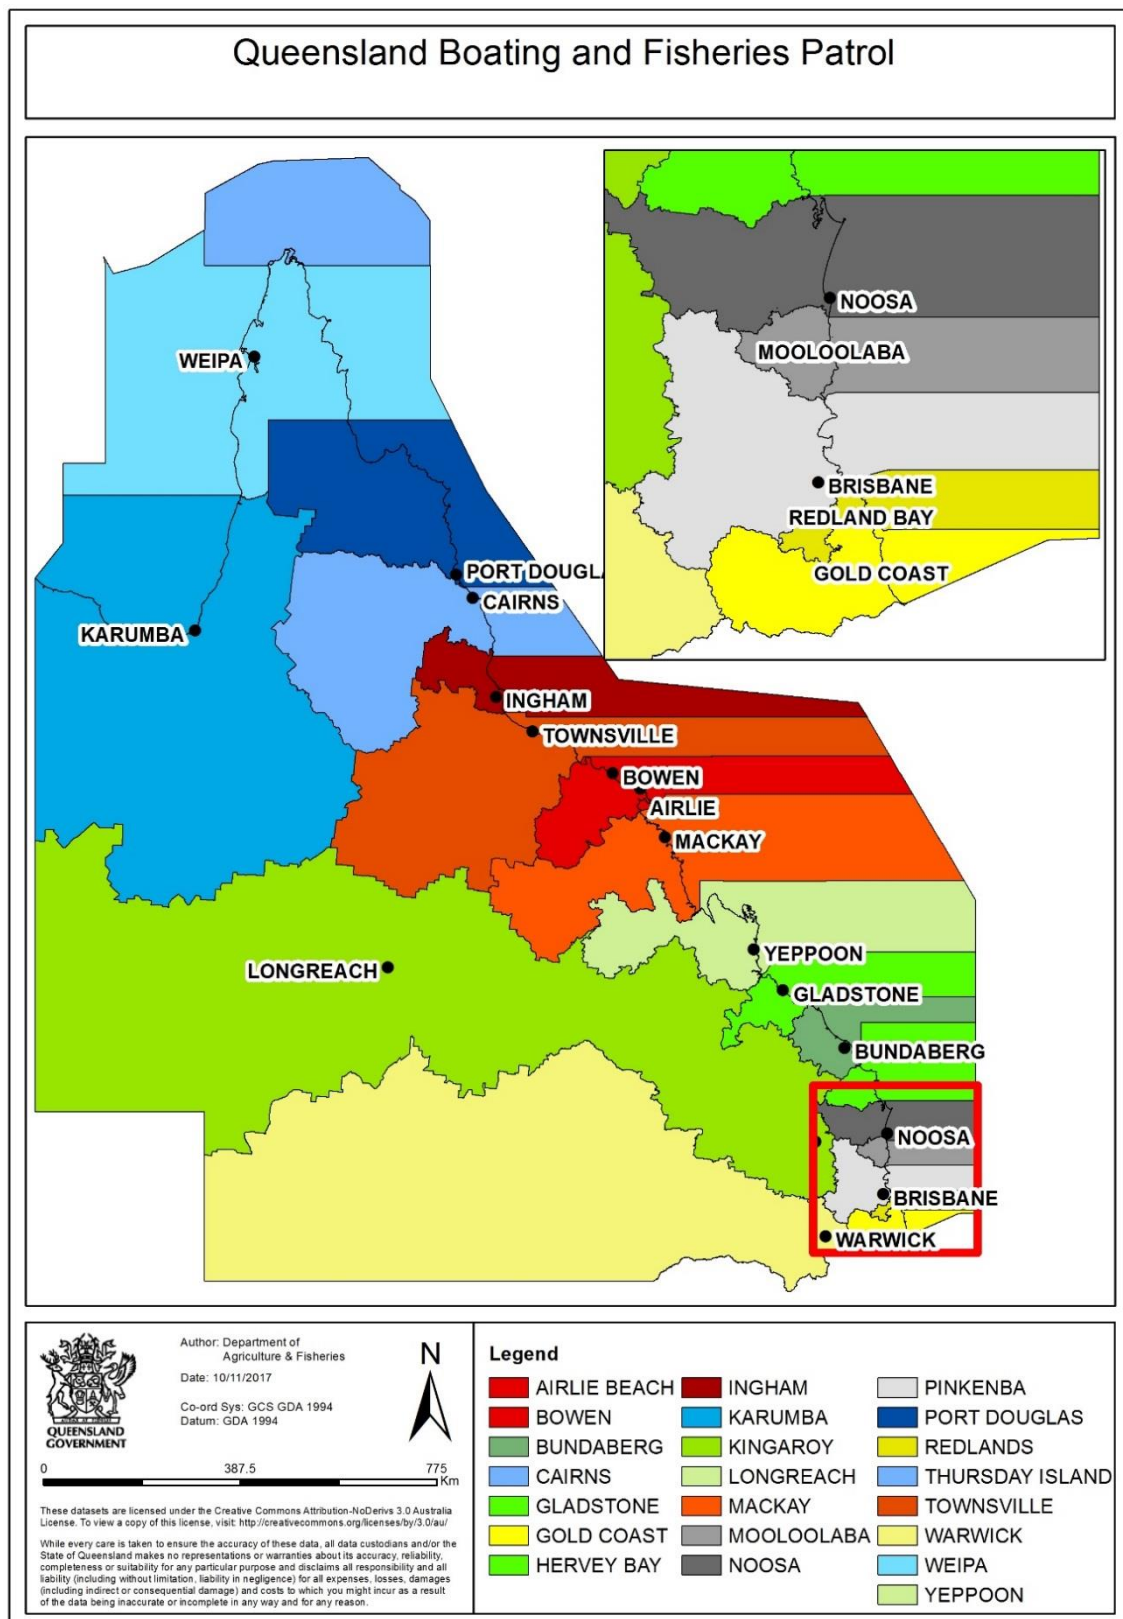 Queensland Boating and Fisheries Patrol
WEIPA
PORT DOUGLA
CAIRNS
KARUMBA
INGHAM
TOWNSVILLE
BOWEN
AIRLIE
MACKAY
LONGREACH
YEPPOON
GLADSTONE
BUNDABERG
NOOSA
BRISBANE
WARWICK
NOOSA
MOOLOOLABA
BRISBANE
REDLAND BAY
GOLD COAST
QUEENSLAND
GOVERNMENT
Author: Department of
Agriculture & Fisheries
Date: 10/11/2017
Co-ord Sys: GCS GDA 1994
Datum: GDA 1994
N
0 387.5 775
Km
These datasets are licensed under the Creative Commons Attribution-NoDerivs 3.0 Australia
License. To view a copy of this license, visit: http://creativecommons.org/licenses/by/3.0/au/
While every care is taken to ensure the accuracy of these data, all data custodians and/or the
State of Queensland makes no representations or warranties about its accuracy, reliability,
completeness or suitability for any particular purpose and disclaims all responsibility and all
liability (including without limitation, liability in negligence) for all expenses, losses, damages
(including indirect or consequential damage) and costs to which you might incur as a result
of the data being inaccurate or incomplete in any way and for any reason.
Legend
AIRLIE BEACH
BOWEN
BUNDABERG
CAIRNS
GLADSTONE
GOLD COAST
HERVEY BAY
INGHAM
KARUMBA
KINGAROY
LONGREACH
MACKAY
MOOLOOLABA
NOOSA
PINKENBA
PORT DOUGLAS
REDLANDS
THURSDAY ISLAND
TOWNSVILLE
WARWICK
WEIPA
YEPPOON